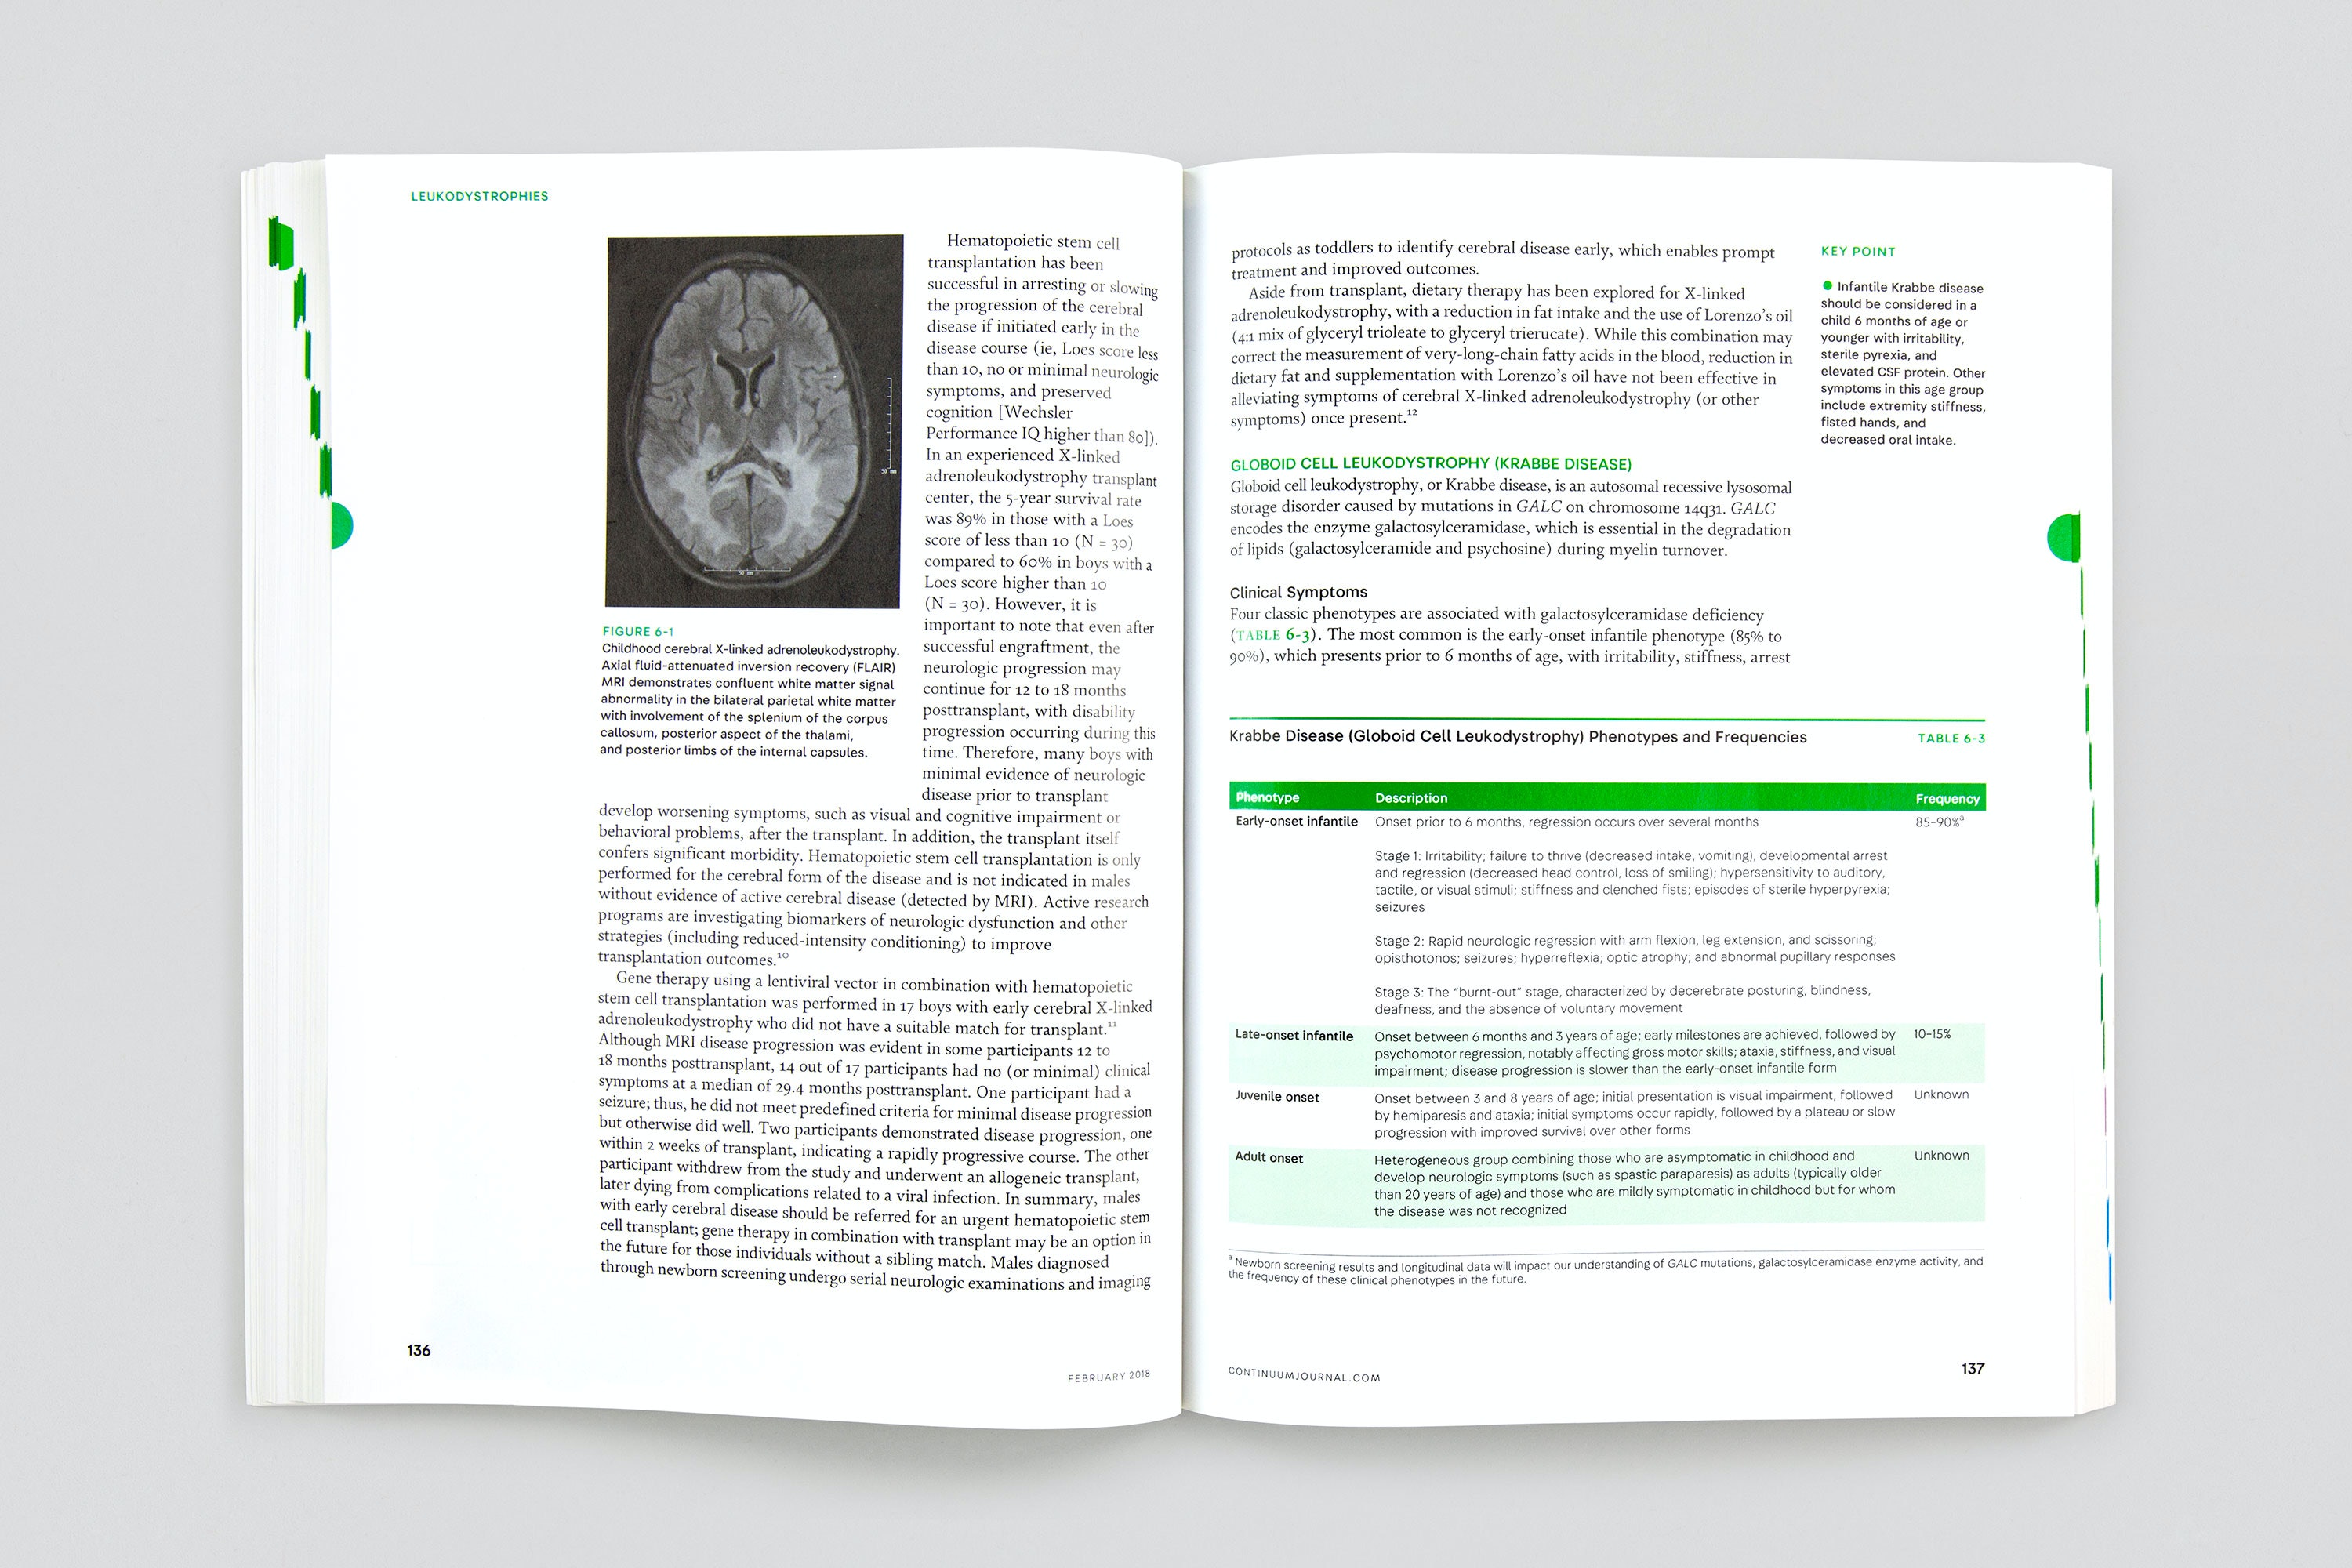 LEUKODYSTROPHIES
50 mm
50 mm
FIGURE 6-1
Childhood cerebral X-linked adrenoleukodystrophy.
Axial fluid-attenuated inversion recovery (FLAIR)
MRI demonstrates confluent white matter signal
abnormality in the bilateral parietal white matter
with involvement of the splenium of the corpus
callosum, posterior aspect of the thalami,
and posterior limbs of the internal capsules.
Hematopoietic stem cell
transplantation has been
successful in arresting or slowing
the progression of the cerebral
disease if initiated early in the
disease course (ie, Loes score less
than 10, no or minimal neurologic
symptoms, and preserved
cognition [Wechsler
Performance IQ higher than 80]).
In an experienced X-linked
adrenoleukodystrophy transplant
center, the 5-year survival rate
was 89% in those with a Loes
score of less than 10 (N = 30)
compared to 60% in boys with a
Loes score higher than 10
(N = 30). However, it is
important to note that even after
successful engraftment, the
neurologic progression may
continue for 12 to 18 months
posttransplant, with disability
progression occurring during this
time. Therefore, many boys with
minimal evidence of neurologic
disease prior to transplant
develop worsening symptoms, such as visual and cognitive impairment or
behavioral problems, after the transplant. In addition, the transplant itself
confers significant morbidity. Hematopoietic stem cell transplantation is only
performed for the cerebral form of the disease and is not indicated in males
without evidence of active cerebral disease (detected by MRI). Active research
programs are investigating biomarkers of neurologic dysfunction and other
strategies (including reduced-intensity conditioning) to improve
transplantation outcomes.¹⁰
Gene therapy using a lentiviral vector in combination with hematopoietic
stem cell transplantation was performed in 17 boys with early cerebral X-linked
adrenoleukodystrophy who did not have a suitable match for transplant.¹¹
Although MRI disease progression was evident in some participants 12 to
18 months posttransplant, 14 out of 17 participants had no (or minimal) clinical
symptoms at a median of 29.4 months posttransplant. One participant had a
seizure; thus, he did not meet predefined criteria for minimal disease progression
but otherwise did well. Two participants demonstrated disease progression, one
within 2 weeks of transplant, indicating a rapidly progressive course. The other
participant withdrew from the study and underwent an allogeneic transplant,
later dying from complications related to a viral infection. In summary, males
with early cerebral disease should be referred for an urgent hematopoietic stem
cell transplant; gene therapy in combination with transplant may be an option in
the future for those individuals without a sibling match. Males diagnosed
through newborn screening undergo serial neurologic examinations and imaging
136
FEBRUARY 2018
protocols as toddlers to identify cerebral disease early, which enables prompt
treatment and improved outcomes.
Aside from transplant, dietary therapy has been explored for X-linked
adrenoleukodystrophy, with a reduction in fat intake and the use of Lorenzo's oil
(4:1 mix of glyceryl trioleate to glyceryl trierucate). While this combination may
correct the measurement of very-long-chain fatty acids in the blood, reduction in
dietary fat and supplementation with Lorenzo's oil have not been effective in
alleviating symptoms of cerebral X-linked adrenoleukodystrophy (or other
symptoms) once present.¹²
GLOBOID CELL LEUKODYSTROPHY (KRABBE DISEASE)
Globoid cell leukodystrophy, or Krabbe disease, is an autosomal recessive lysosomal
storage disorder caused by mutations in GALC on chromosome 14q31. GALC
encodes the enzyme galactosylceramidase, which is essential in the degradation
of lipids (galactosylceramide and psychosine) during myelin turnover.
Clinical Symptoms
Four classic phenotypes are associated with galactosylceramidase deficiency
(TABLE 6-3). The most common is the early-onset infantile phenotype (85% to
90%), which presents prior to 6 months of age, with irritability, stiffness, arrest
KEY POINT
● Infantile Krabbe disease
should be considered in a
child 6 months of age or
younger with irritability,
sterile pyrexia, and
elevated CSF protein. Other
symptoms in this age group
include extremity stiffness,
fisted hands, and
decreased oral intake.
Krabbe Disease (Globoid Cell Leukodystrophy) Phenotypes and Frequencies TABLE 6-3
Phenotype Description Frequency
Early-onset infantile Onset prior to 6 months, regression occurs over several months 85-90%ᵃ
Stage 1: Irritability; failure to thrive (decreased intake, vomiting), developmental arrest
and regression (decreased head control, loss of smiling); hypersensitivity to auditory,
tactile, or visual stimuli; stiffness and clenched fists; episodes of sterile hyperpyrexia;
seizures
Stage 2: Rapid neurologic regression with arm flexion, leg extension, and scissoring;
opisthotonos; seizures; hyperreflexia; optic atrophy; and abnormal pupillary responses
Stage 3: The "burnt-out" stage, characterized by decerebrate posturing, blindness,
deafness, and the absence of voluntary movement
Late-onset infantile Onset between 6 months and 3 years of age; early milestones are achieved, followed by 10-15%
psychomotor regression, notably affecting gross motor skills; ataxia, stiffness, and visual
impairment; disease progression is slower than the early-onset infantile form
Juvenile onset Onset between 3 and 8 years of age; initial presentation is visual impairment, followed Unknown
by hemiparesis and ataxia; initial symptoms occur rapidly, followed by a plateau or slow
progression with improved survival over other forms
Adult onset Heterogeneous group combining those who are asymptomatic in childhood and Unknown
develop neurologic symptoms (such as spastic paraparesis) as adults (typically older
than 20 years of age) and those who are mildly symptomatic in childhood but for whom
the disease was not recognized
ᵃ Newborn screening results and longitudinal data will impact our understanding of GALC mutations, galactosylceramidase enzyme activity, and
the frequency of these clinical phenotypes in the future.
CONTINUUMJOURNAL.COM
137